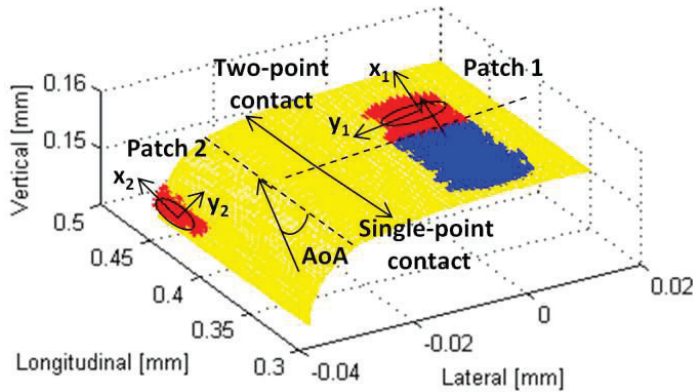 Two-point
contact
x1
Patch 1
0.16
y1
0.15
Patch 2
x2
y2
Vertical [mm]
0.5
AoA
Single-point
contact
0.45
0.4
0.35
0.3
0.02
0
-0.02
-0.04
Longitudinal [mm]
Lateral [mm]